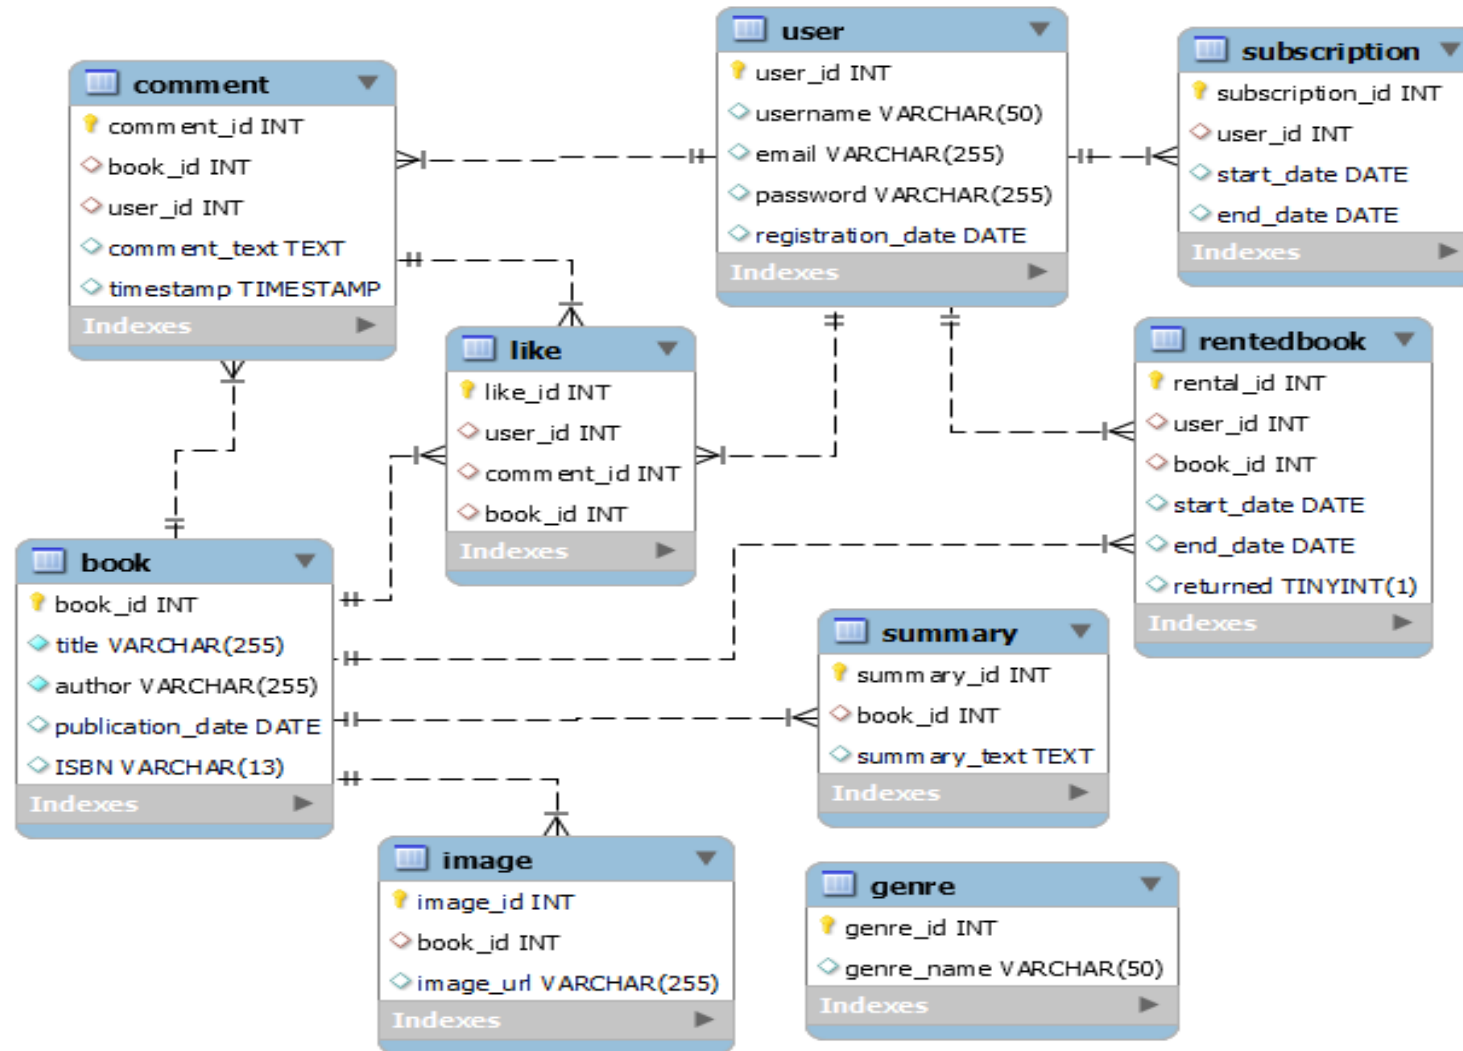 comment
comment_id INT
book_id INT
user_id INT
comment_text TEXT
timestamp TIMESTAMP
Indexes
user
user_id INT
username VARCHAR(50)
email VARCHAR(255)
password VARCHAR(255)
registration_date DATE
Indexes
subscription
subscription_id INT
user_id INT
start_date DATE
end_date DATE
Indexes
like
like_id INT
user_id INT
comment_id INT
book_id INT
Indexes
rentedbook
rental_id INT
user_id INT
book_id INT
start_date DATE
end_date DATE
returned TINYINT(1)
Indexes
book
book_id INT
title VARCHAR(255)
author VARCHAR(255)
publication_date DATE
ISBN VARCHAR(13)
Indexes
summary
summary_id INT
book_id INT
summary_text TEXT
Indexes
image
image_id INT
book_id INT
image_url VARCHAR(255)
Indexes
genre
genre_id INT
genre_name VARCHAR(50)
Indexes